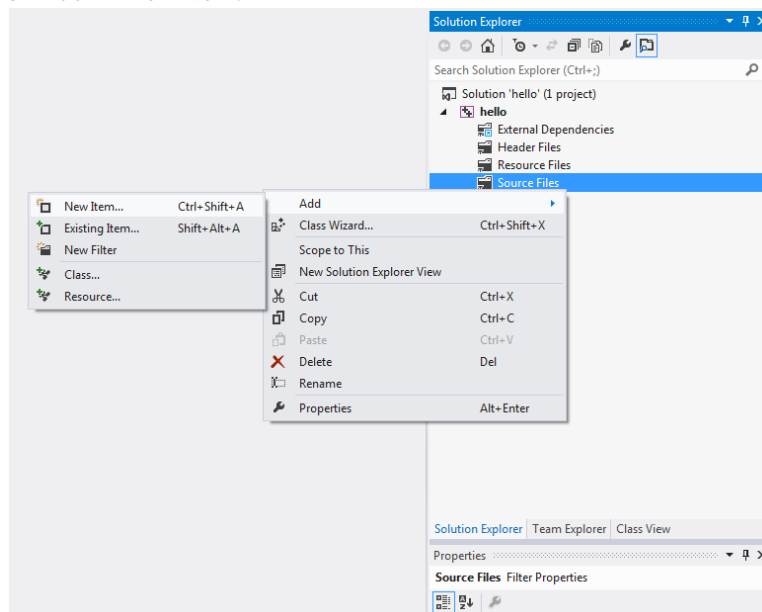 Solution Explorer
Search Solution Explorer (Ctrl+;)
Solution 'hello' (1 project)
hello
External Dependencies
Header Files
Resource Files
Source Files
New Item... Ctrl+Shift+A
Existing Item... Shift+Alt+A
New Filter
Class...
Resource...
Add
Class Wizard... Ctrl+Shift+X
Scope to This
New Solution Explorer View
Cut Ctrl+X
Copy Ctrl+C
Paste Ctrl+V
Delete Del
Rename
Properties Alt+Enter
Solution Explorer Team Explorer Class View
Properties
Source Files Filter Properties